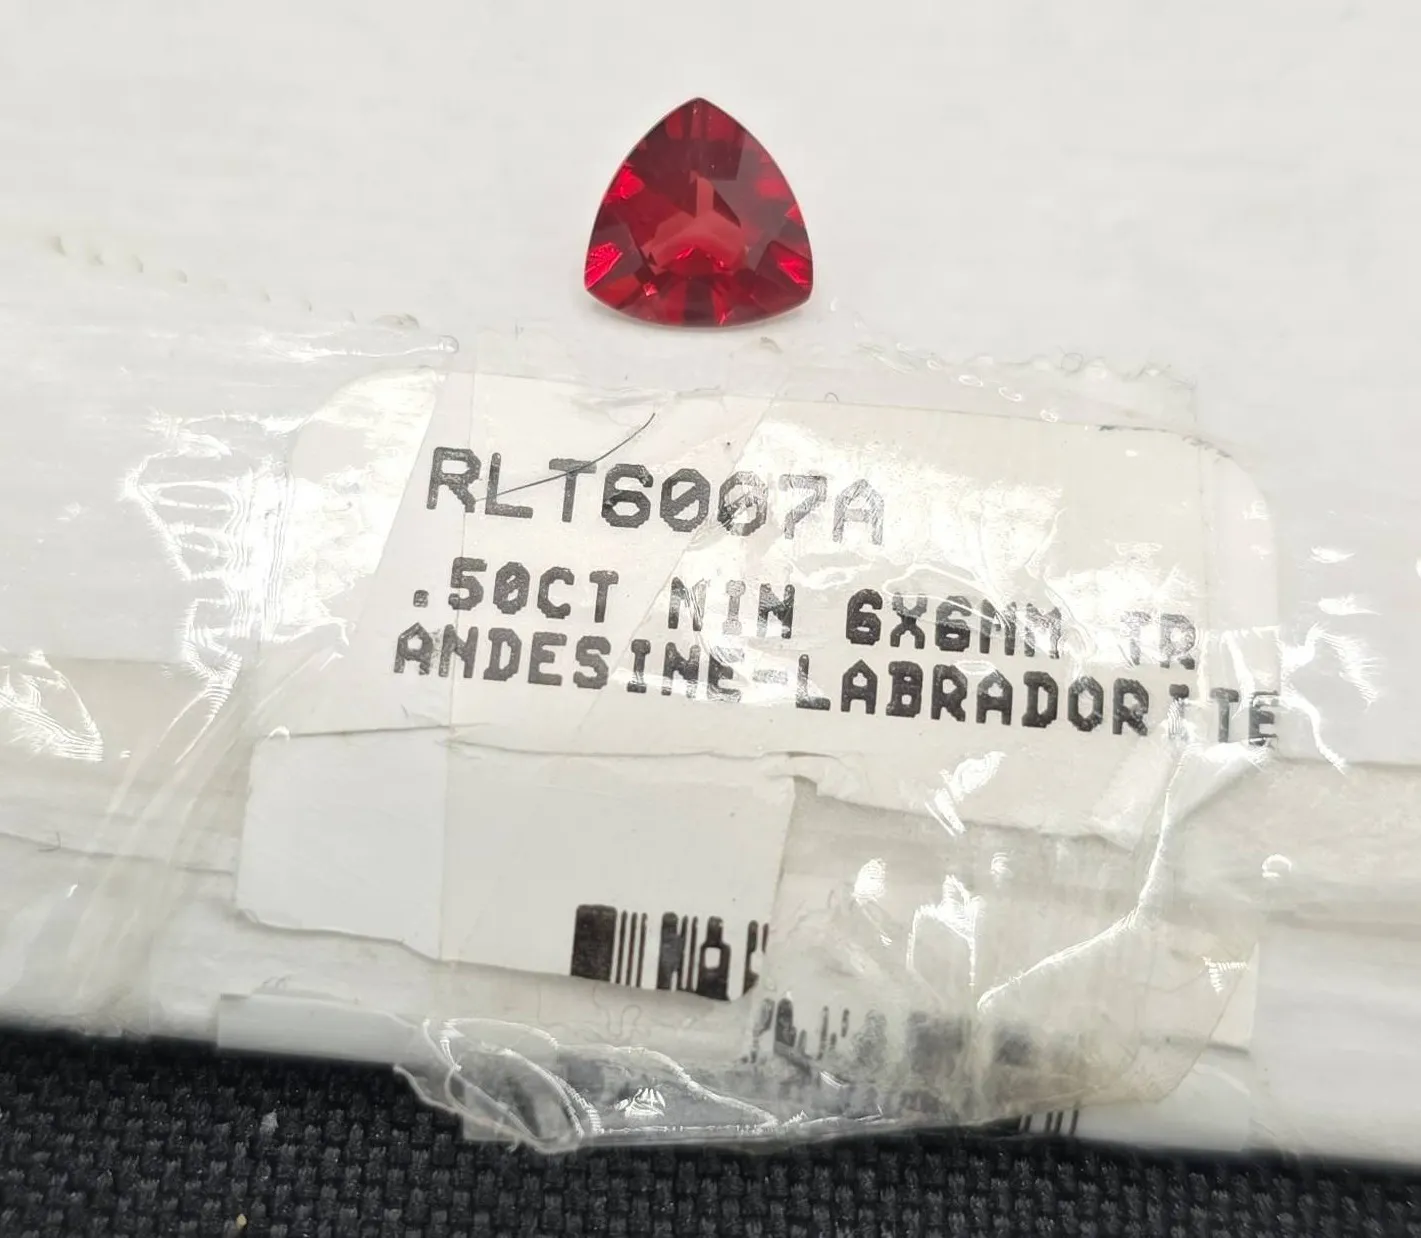 RLT6007A
.50CT MIN 6X6MM TR
ANDESINE-LABRADORITE